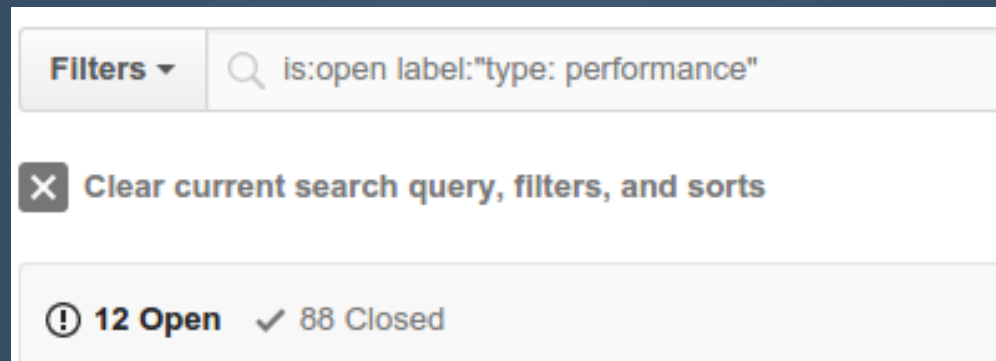 Filters
is:open label:"type: performance"
Clear current search query, filters, and sorts
12 Open 88 Closed